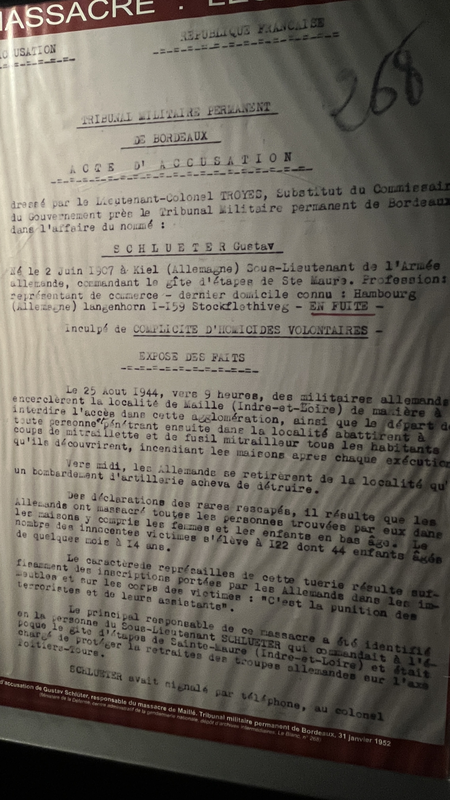 MASSACRE : LE
ACCUSATION
REPUBLIQUE FRANCAISE
268
TRIBUNAL MILITAIRE PERMANENT
DE BORDEAUX
ACTE D'ACCUSATION
dressé par le Lieutenant-Colonel TROYES, Substitut du Commissair
du Gouvernement près le Tribunal Militaire permanent de Bordeaux
dans l'affaire du nommé :
SCHLUETER Gustav
Né le 2 Juin 1907 à Kiel (Allemagne) Sous-Lieutenant de l'Armée
allemande, commandant le gîte d'étapes de Ste Maure. Profession:
représentant de commerce - dernier domicile connu : Hambourg
(Allemagne) langenhorn I-159 Stockflethiveg - EN FUITE -
Inculpé de COMPLICITE D'HOMICIDES VOLONTAIRES -
EXPOSE DES FAITS
Le 25 Aout 1944, vers 9 heures, des militaires allemands
encerclèrent la localité de Maille (Indre-et-Loire) de manière à
interdire l'accès dans cette agglomération, ainsi que le départ de
toute personne pénétrant ensuite dans la localité abattirent à
coups de mitraillette et de fusil mitrailleur tous les habitants
qu'ils découvrirent, incendiant les maisons après chaque exécution
Vers midi, les Allemands se retirèrent de la localité qu'
un bombardement d'artillerie acheva de détruire.
Des déclarations des rares rescapés, il résulte que les
Allemands ont massacré toutes les personnes trouvées par eux dans
les maisons y compris les femmes et les enfants en bas âge. Le
nombre des innocentes victimes s'élève à I22 dont 44 enfants âgés
de quelques mois à 14 ans.
Le caractère de représailles de cette tuerie résulte suf-
fisamment des inscriptions portées par les Allemands dans les im-
meubles et sur les corps des victimes : "C'est la punition des
terroristes et de leurs assistants".
Le principal responsable de ce massacre a été identifié
en la personne du Sous-Lieutenant SCHLUETER qui commandait à l'é-
poque le gîte d'étapes de Sainte-Maure (Indre-et-Loire) et était
chargé de protéger la retraites des troupes allemandes sur l'axe
Poitiers-Tours.
SCHLUETER avait signalé par téléphone, au colonel
d'accusation de Gustav Schlüter, responsable du massacre de Maillé- Tribunal militaire permanent de Bordeaux, 31 janvier 1952